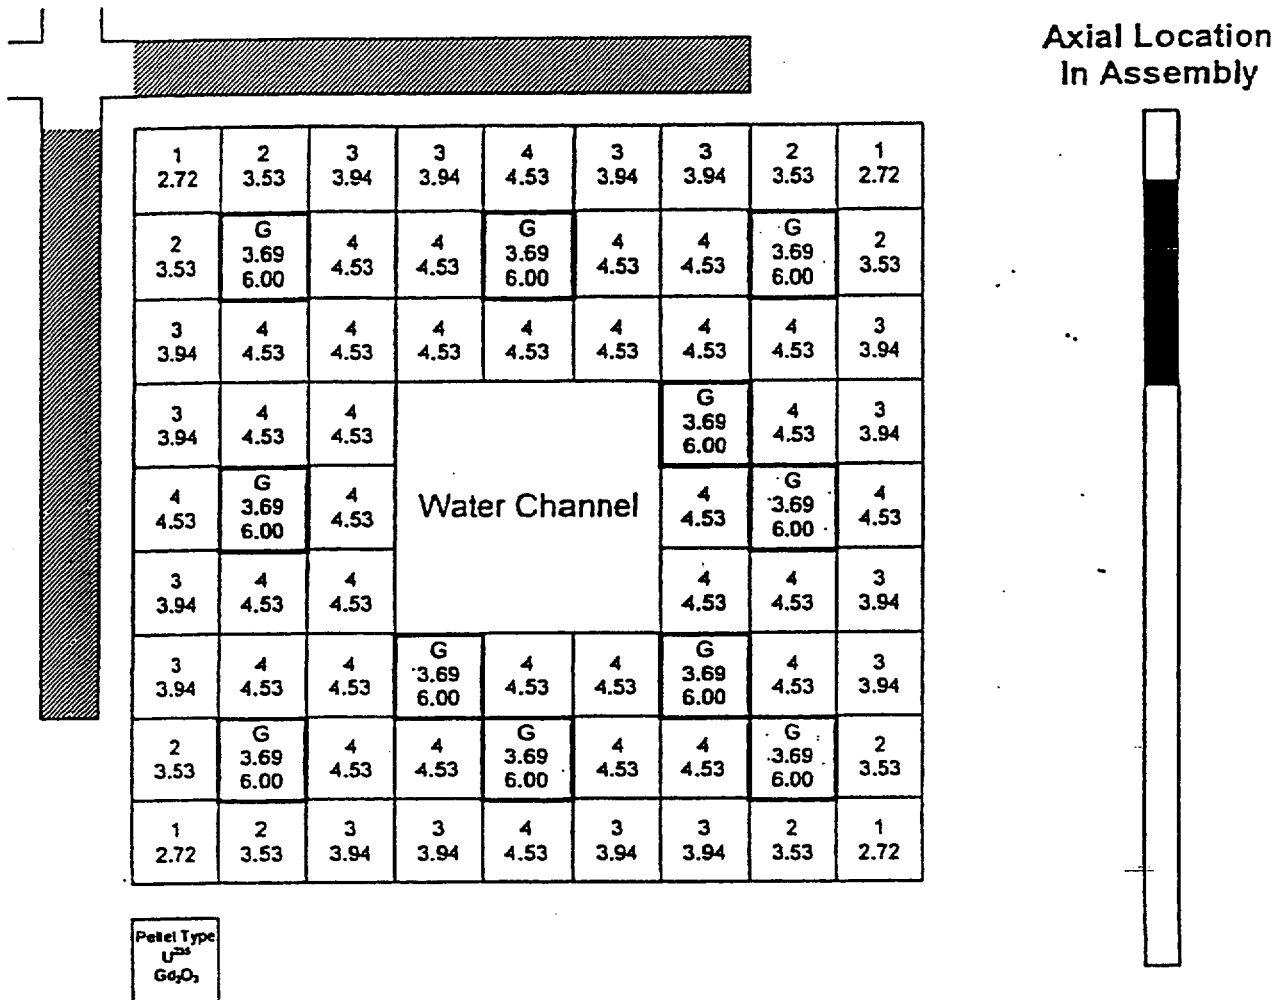 Axial Location
In Assembly
1 2 3 3 4 3 3 2 1
2.72 3.53 3.94 3.94 4.53 3.94 3.94 3.53 2.72
2 G 4 4 G 4 4 G 2
3.53 3.69 4.53 4.53 3.69 4.53 4.53 3.69 3.53
6.00 6.00 6.00
3 4 4 4 4 4 4 4 3
3.94 4.53 4.53 4.53 4.53 4.53 4.53 4.53 3.94
3 4 4 G 4 3
3.94 4.53 4.53 3.69 4.53 3.94
6.00
4 G 4 4 G 4
4.53 3.69 4.53 Water Channel 4.53 3.69 4.53
6.00 6.00
3 4 4 4 4 3
3.94 4.53 4.53 4.53 4.53 3.94
3 4 4 G 4 4 G 4 3
3.94 4.53 4.53 3.69 4.53 4.53 3.69 4.53 3.94
6.00 6.00
2 G 4 4 G 4 4 G 2
3.53 3.69 4.53 4.53 3.69 4.53 4.53 3.69 3.53
6.00 6.00 6.00
1 2 3 3 4 3 3 2 1
2.72 3.53 3.94 3.94 4.53 3.94 3.94 3.53 2.72
Pellet Type
U²³⁵
Gd₂O₃